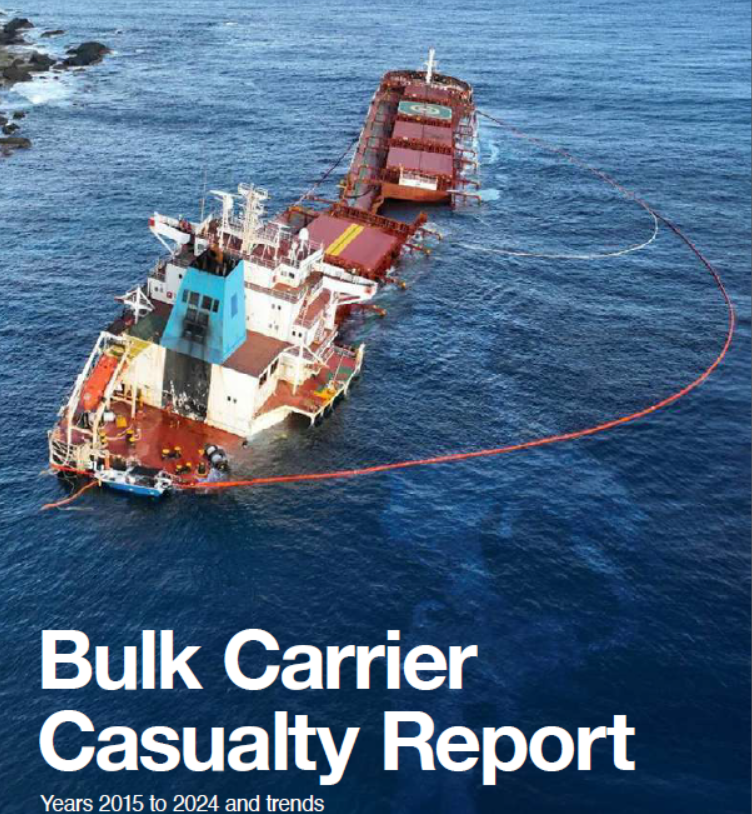 Bulk Carrier
Casualty Report
Years 2015 to 2024 and trends